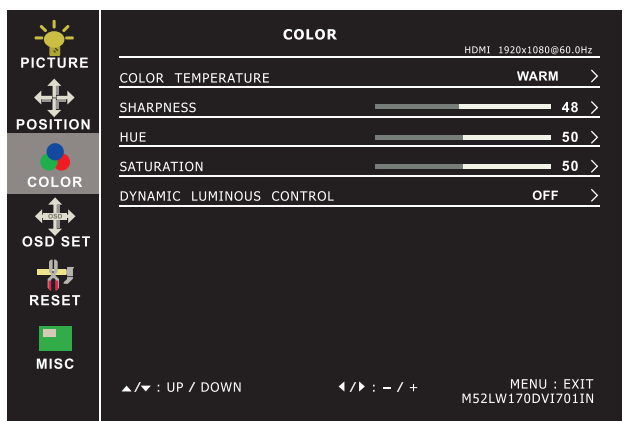 PICTURE
POSITION
COLOR
OSD
OSD SET
RESET
MISC
COLOR
HDMI 1920x1080@60.0Hz
COLOR TEMPERATURE WARM
SHARPNESS 48
HUE 50
SATURATION 50
DYNAMIC LUMINOUS CONTROL OFF
▲/▼ : UP / DOWN ◀/▶ : – / + MENU : EXIT
M52LW170DVI701IN